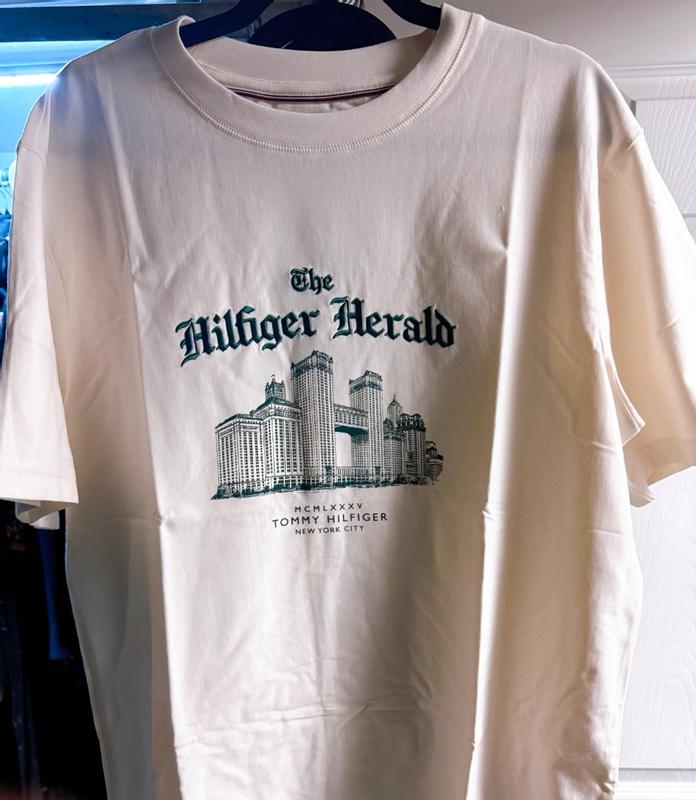 The
Hilfiger Herald
MCMLXXXV
TOMMY HILFIGER
NEW YORK CITY